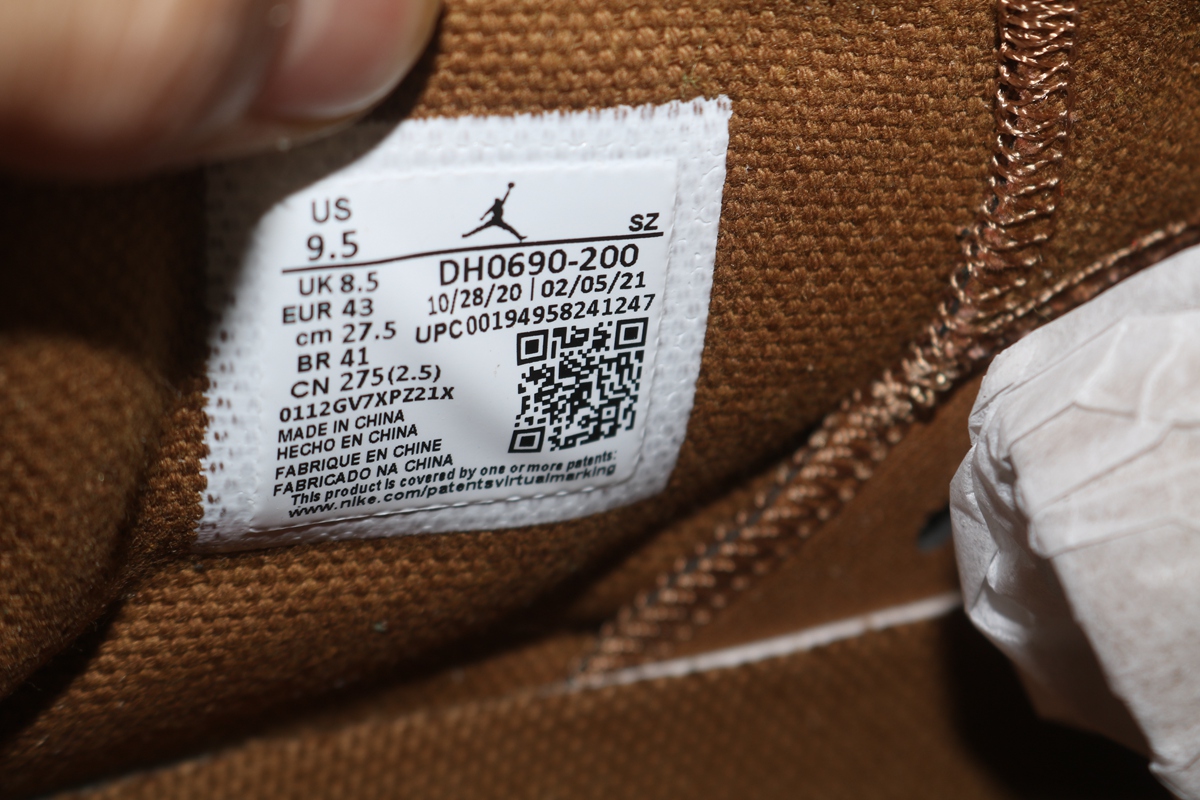 US
9.5
SZ
UK 8.5
EUR 43
cm 27.5
BR 41
CN 275(2.5)
DH0690-200
10/28/20 | 02/05/21
UPC00194958241247
0112GV7XPZ21X
MADE IN CHINA
HECHO EN CHINA
FABRIQUE EN CHINE
FABRICADO NA CHINA
This product is covered by one or more patents:
www.nike.com/patentsvirtualmarking